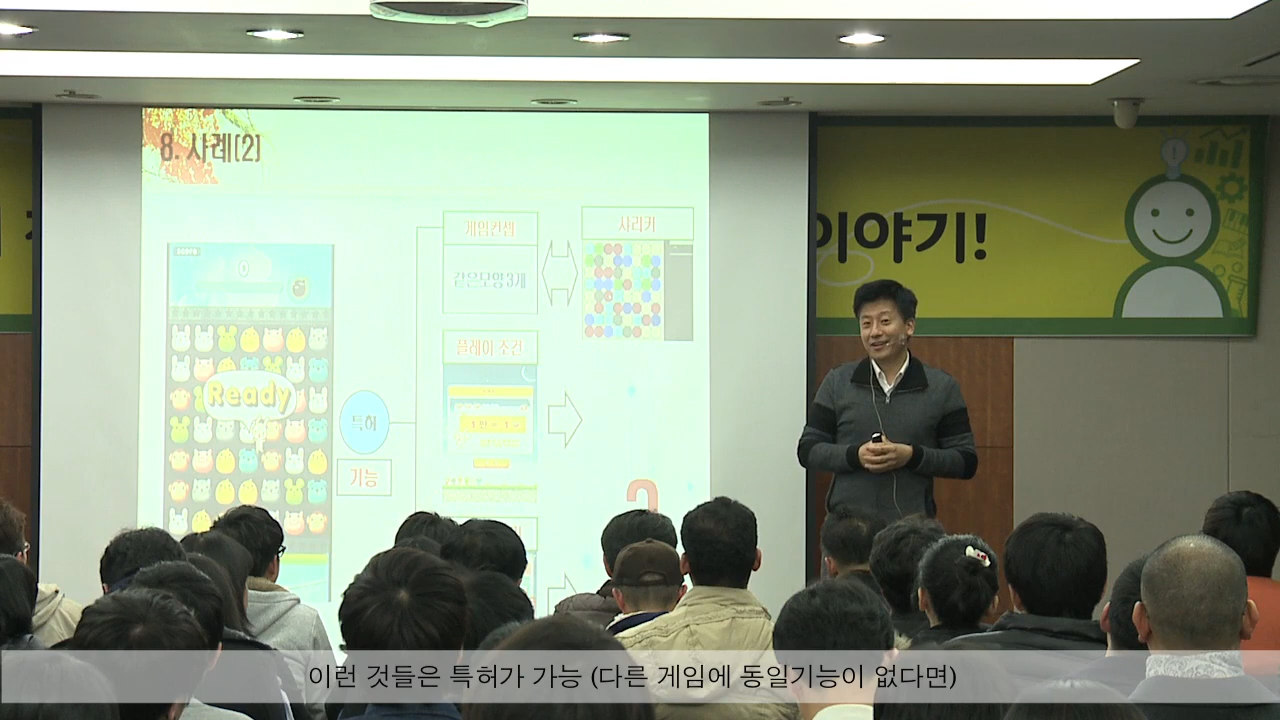 8. 사례(2)
이야기!
게임컨셉
사리커
같은모양 3개
플레이 조건
Ready
특허
기능
?
이런 것들은 특허가 가능 (다른 게임에 동일기능이 없다면)